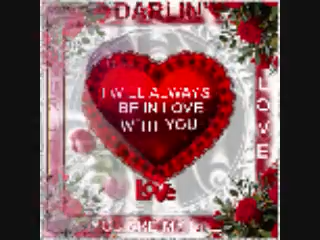 DARLIN'
I WILL ALWAYS
BE IN LOVE
WITH YOU
LOVE
LOVE